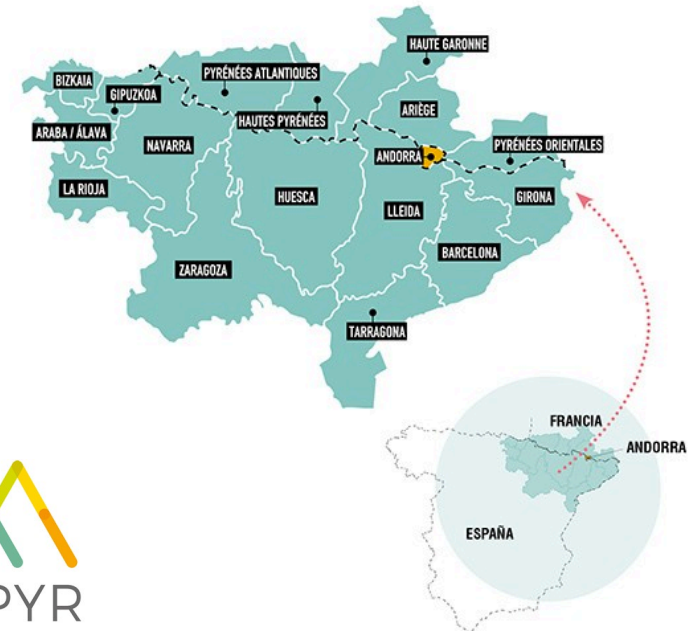 HAUTE GARONNE
PYRÉNÉES ATLANTIQUES
BIZKAIA
GIPUZKOA
ARIÈGE
HAUTES PYRÉNÉES
ARABA / ÁLAVA
NAVARRA
PYRÉNÉES ORIENTALES
ANDORRA
LA RIOJA
HUESCA
GIRONA
LLEIDA
BARCELONA
ZARAGOZA
TARRAGONA
FRANCIA
ANDORRA
ESPAÑA
PYR